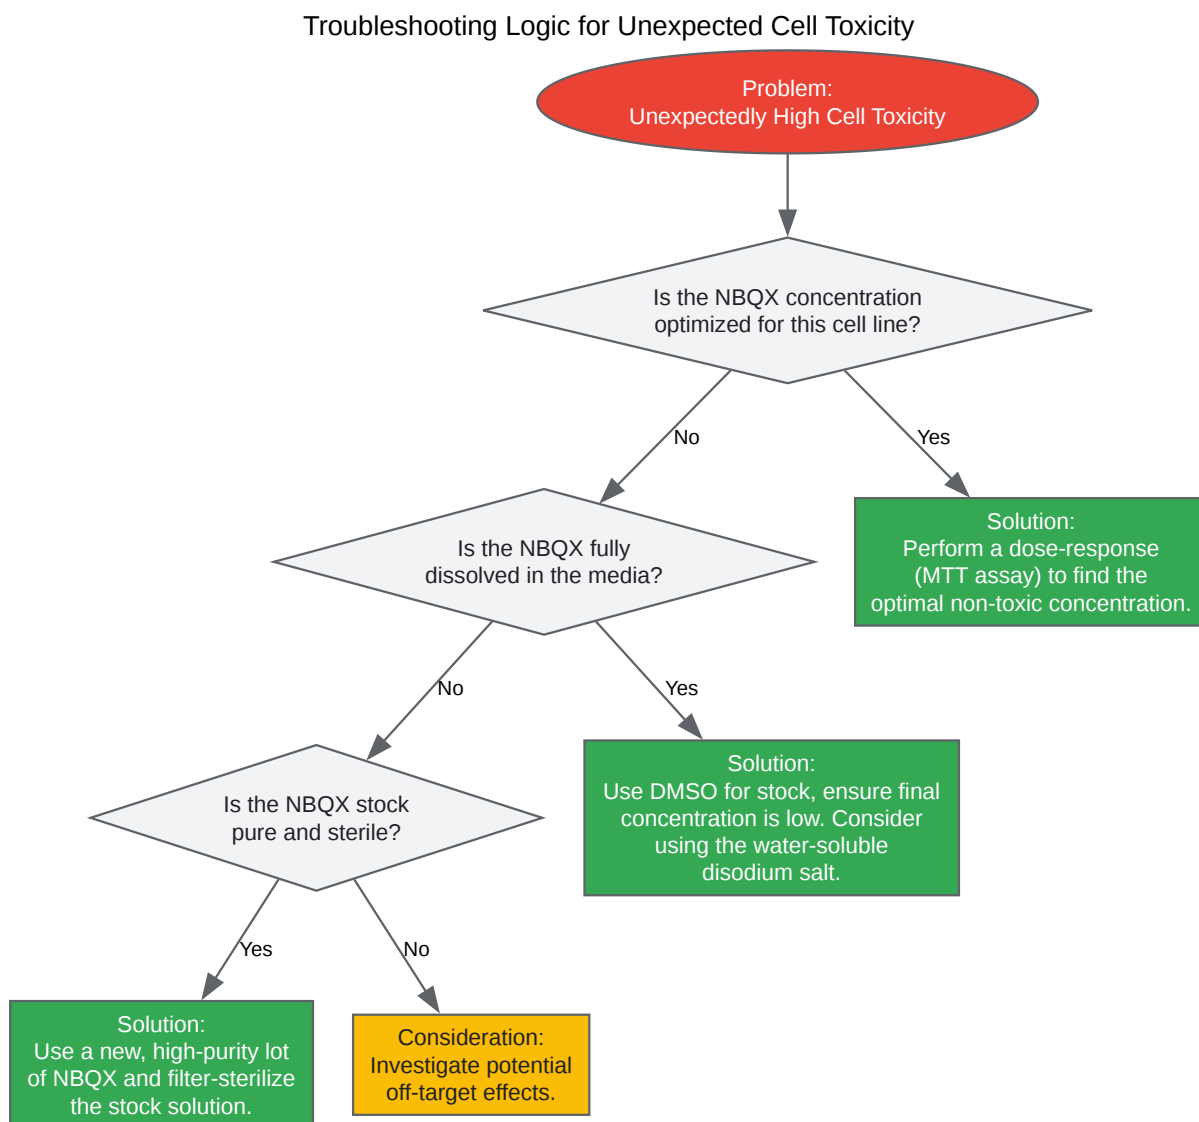 Troubleshooting Logic for Unexpected Cell Toxicity
Problem:
Unexpectedly High Cell Toxicity
Is the NBQX concentration
optimized for this cell line?
No
Yes
Is the NBQX fully
dissolved in the media?
Solution:
Perform a dose-response
(MTT assay) to find the
optimal non-toxic concentration.
No
Yes
Is the NBQX stock
pure and sterile?
Solution:
Use DMSO for stock, ensure final
concentration is low. Consider
using the water-soluble
disodium salt.
Yes
No
Solution:
Use a new, high-purity lot
of NBQX and filter-sterilize
the stock solution.
Consideration:
Investigate potential
off-target effects.